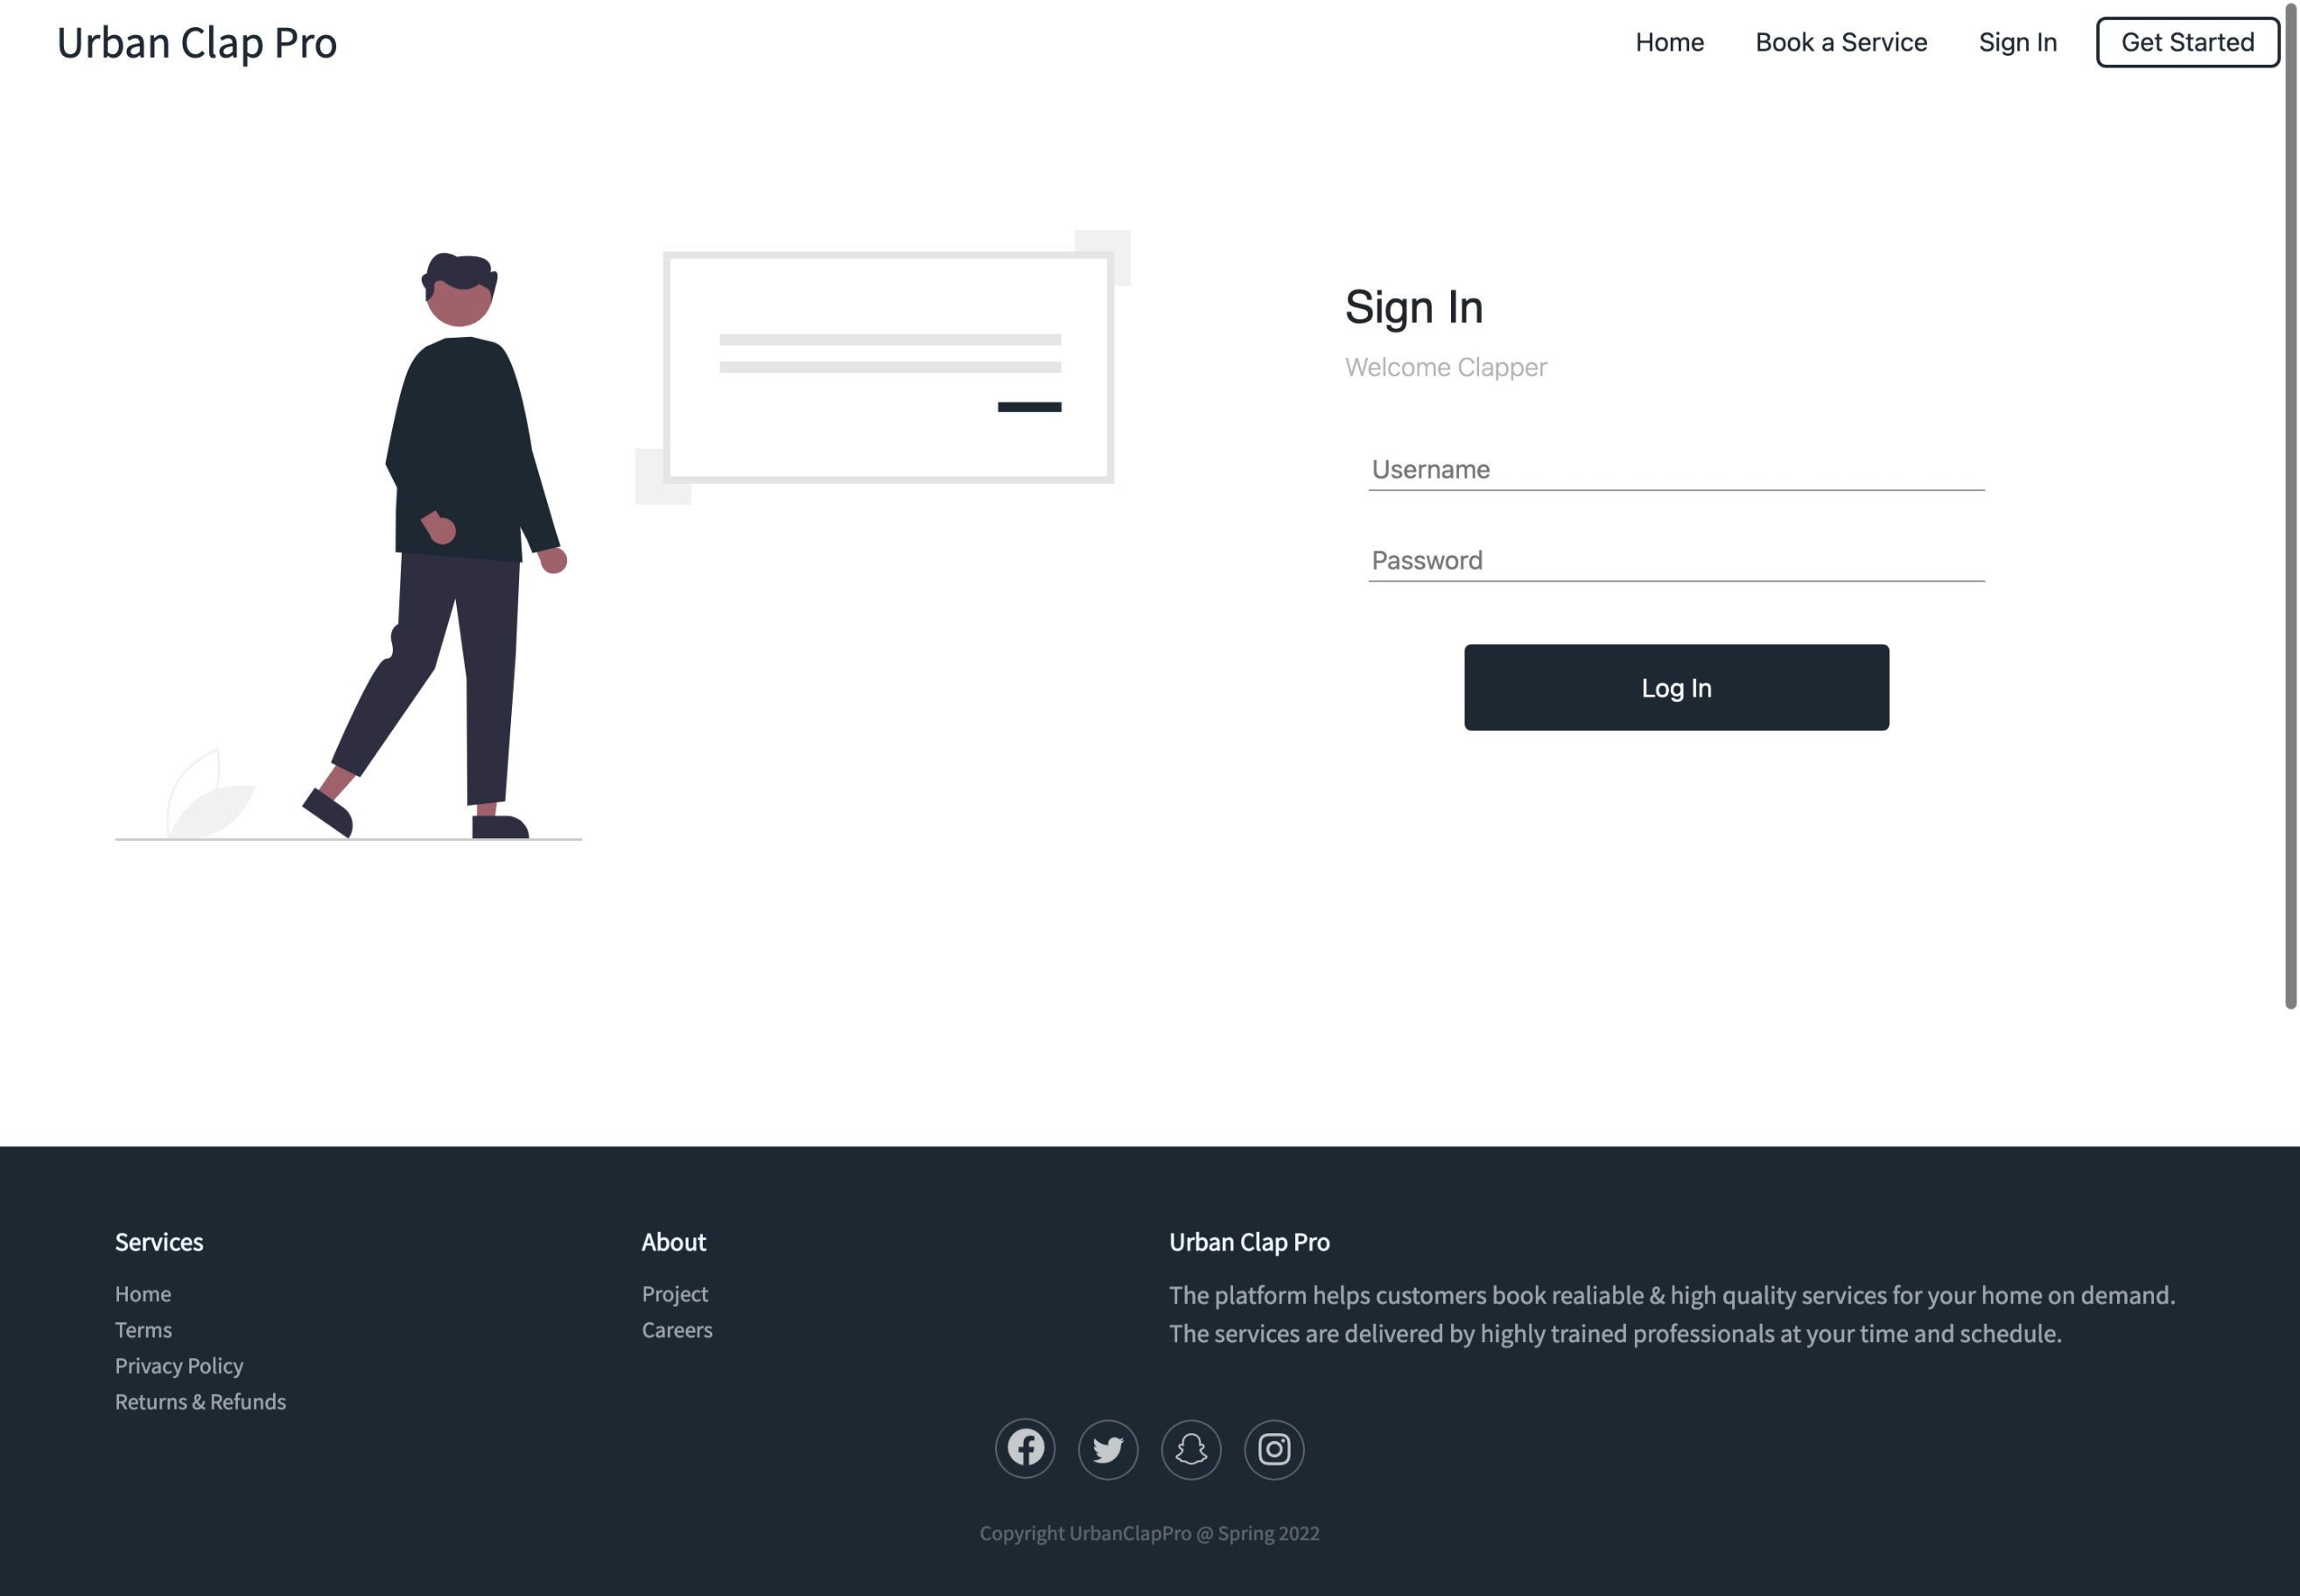 Urban Clap Pro
Home
Book a Service
Sign In
Get Started
Sign In
Welcome Clapper
Username
Password
Log In
Services
Home
Terms
Privacy Policy
Returns & Refunds
About
Project
Careers
Urban Clap Pro
The platform helps customers book realiable & high quality services for your home on demand.
The services are delivered by highly trained professionals at your time and schedule.
Copyright UrbanClapPro @ Spring 2022